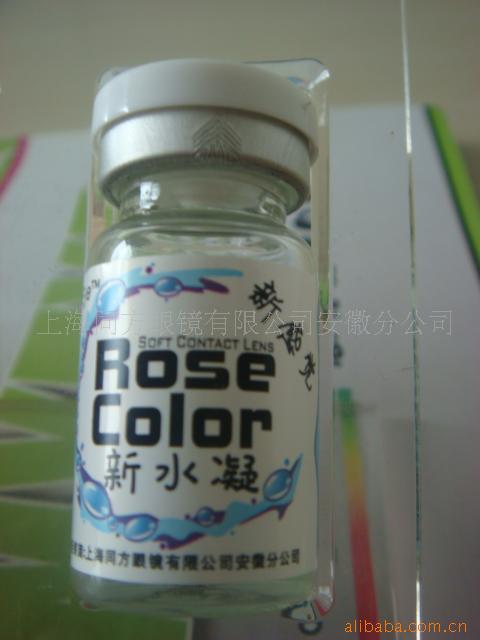 上海同方眼镜有限公司安徽分公司
SOFT CONTACT LENS
Rose
Color
新水凝
上海同方眼镜有限公司安徽分公司
alibaba.com.cn